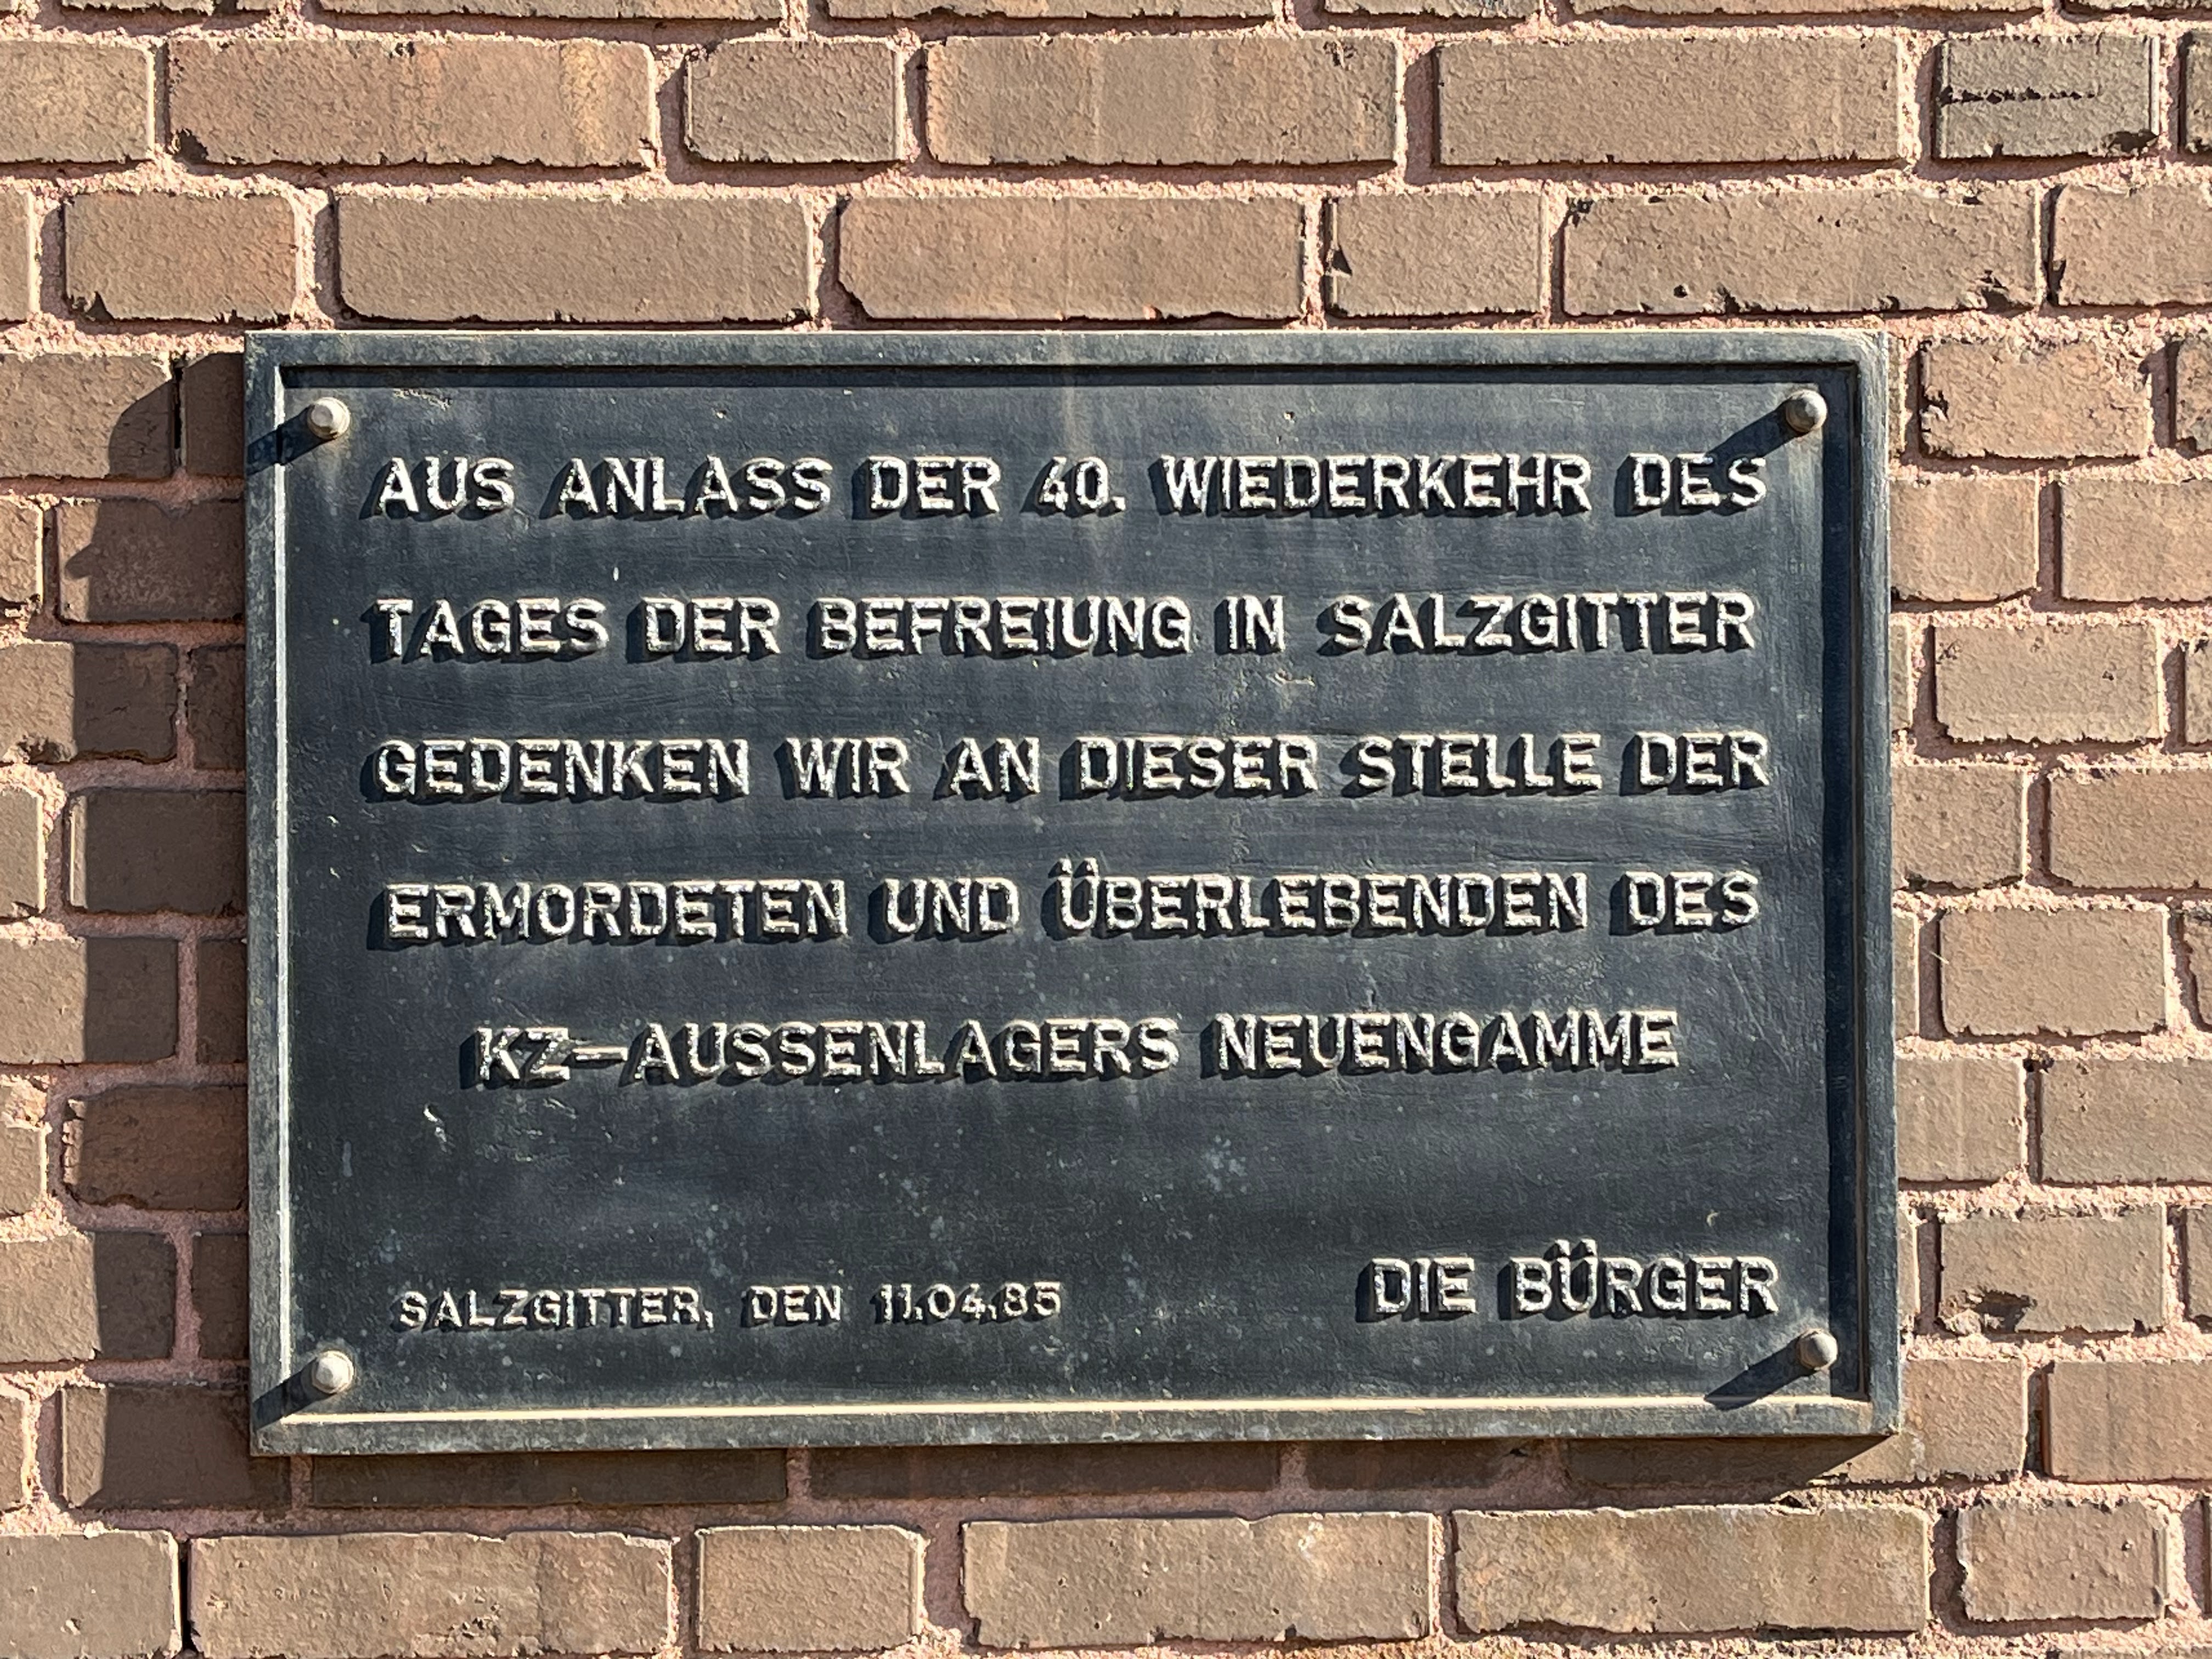 AUS ANLASS DER 40. WIEDERKEHR DES
TAGES DER BEFREIUNG IN SALZGITTER
GEDENKEN WIR AN DIESER STELLE DER
ERMORDETEN UND ÜBERLEBENDEN DES
KZ–AUSSENLAGERS NEUENGAMME
SALZGITTER, DEN 11.04.85
DIE BÜRGER